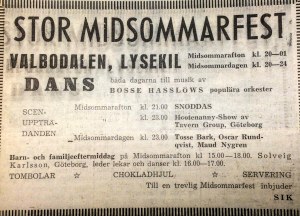 STOR MIDSOMMARFEST
VALBODALEN, LYSEKIL Midsommarafton kl. 20—01
Midsommardagen kl. 20—24
DANS båda dagarna till musik av
BOSSE HASSLÖWS populära orkester
SCEN-
UPPTRÄ-
DANDEN
Midsommarafton kl. 21.00 SNODDAS
kl. 23.00 Hootenanny-Show av
Tavern Group, Göteborg
Midsommardagen kl. 22.00 Tosse Bark, Oscar Rund-
qvist, Maud Nygren
Barn- och familjeeftermiddag på Midsommarafton kl. 15.00—18.00. Solveig
Karlsson, Göteborg, leder lekar och danser kl. 16.00—17.00.
TOMBOLAR ☆ CHOKLADHJUL ☆ SERVERING
Till en trevlig Midsommarfest inbjuder
SIK